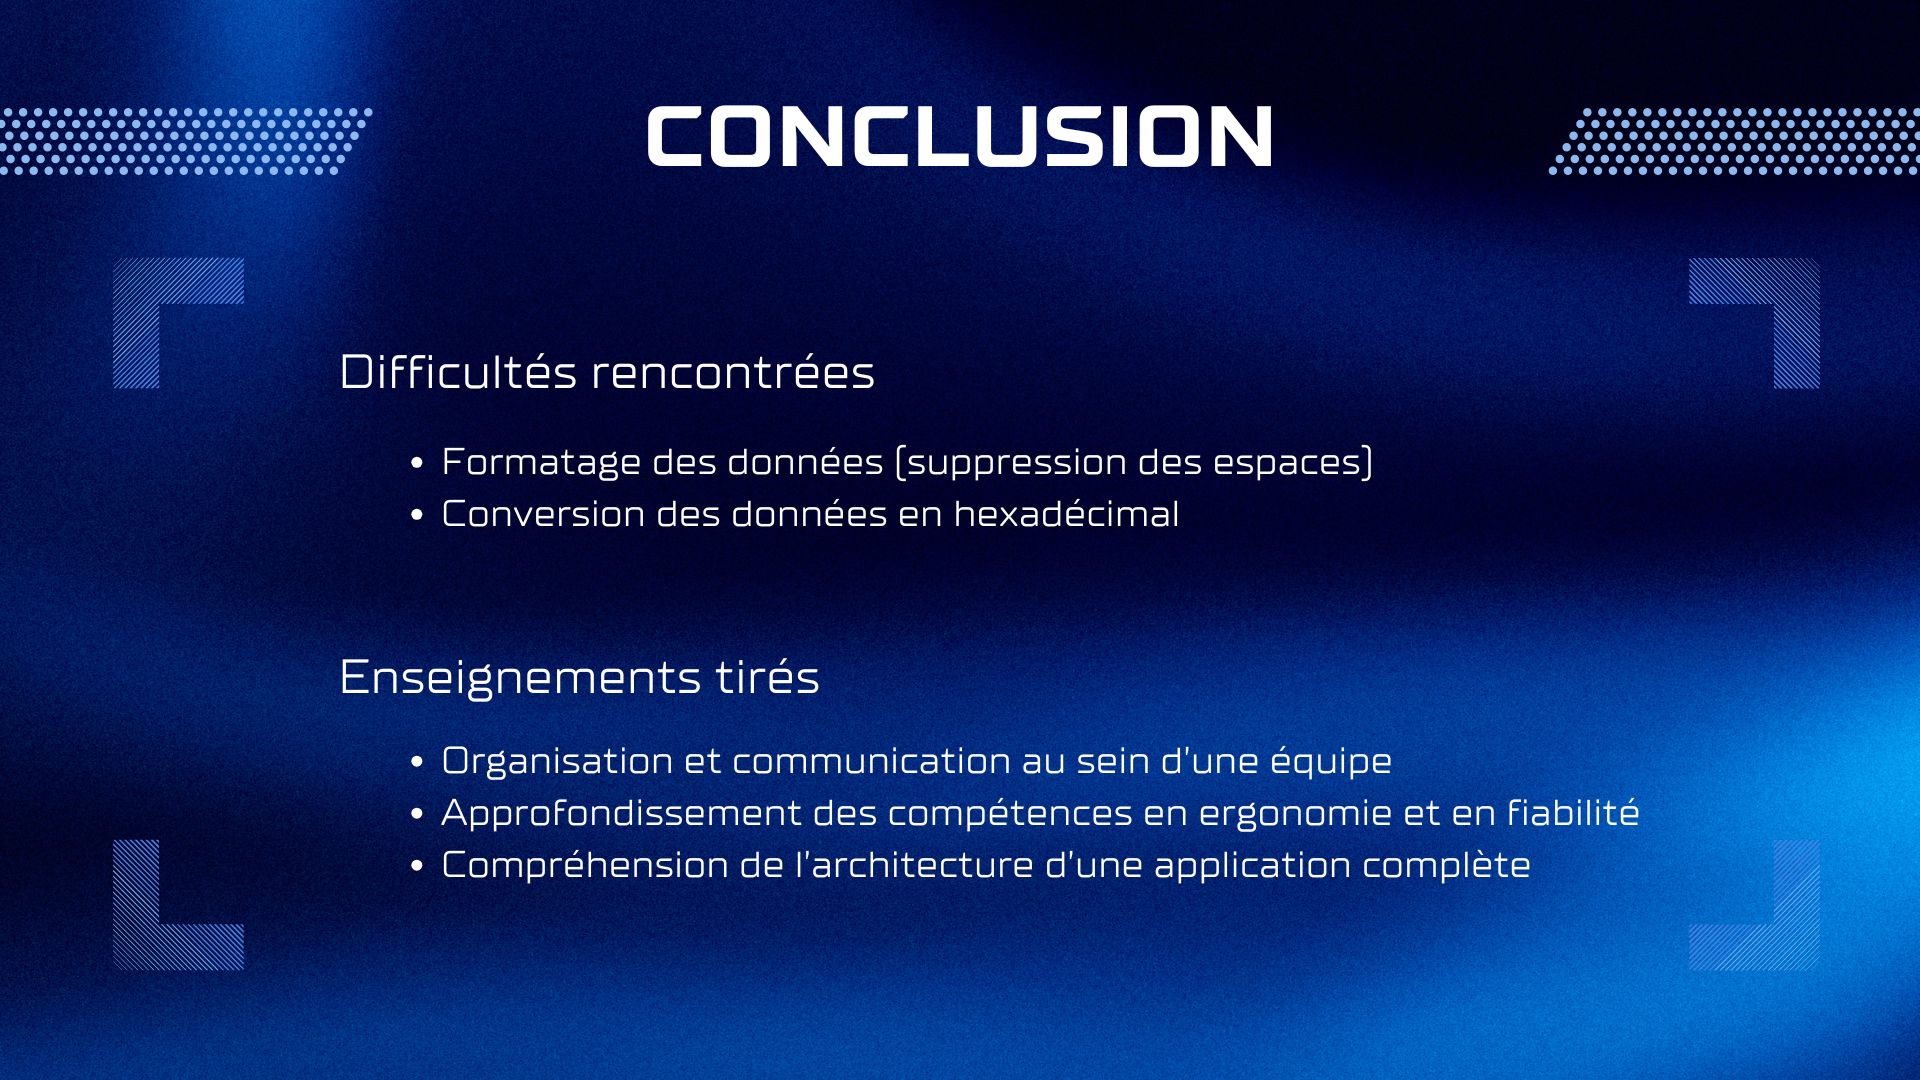 CONCLUSION
Difficultés rencontrées
• Formatage des données (suppression des espaces)
• Conversion des données en hexadécimal
Enseignements tirés
• Organisation et communication au sein d'une équipe
• Approfondissement des compétences en ergonomie et en fiabilité
• Compréhension de l'architecture d'une application complète